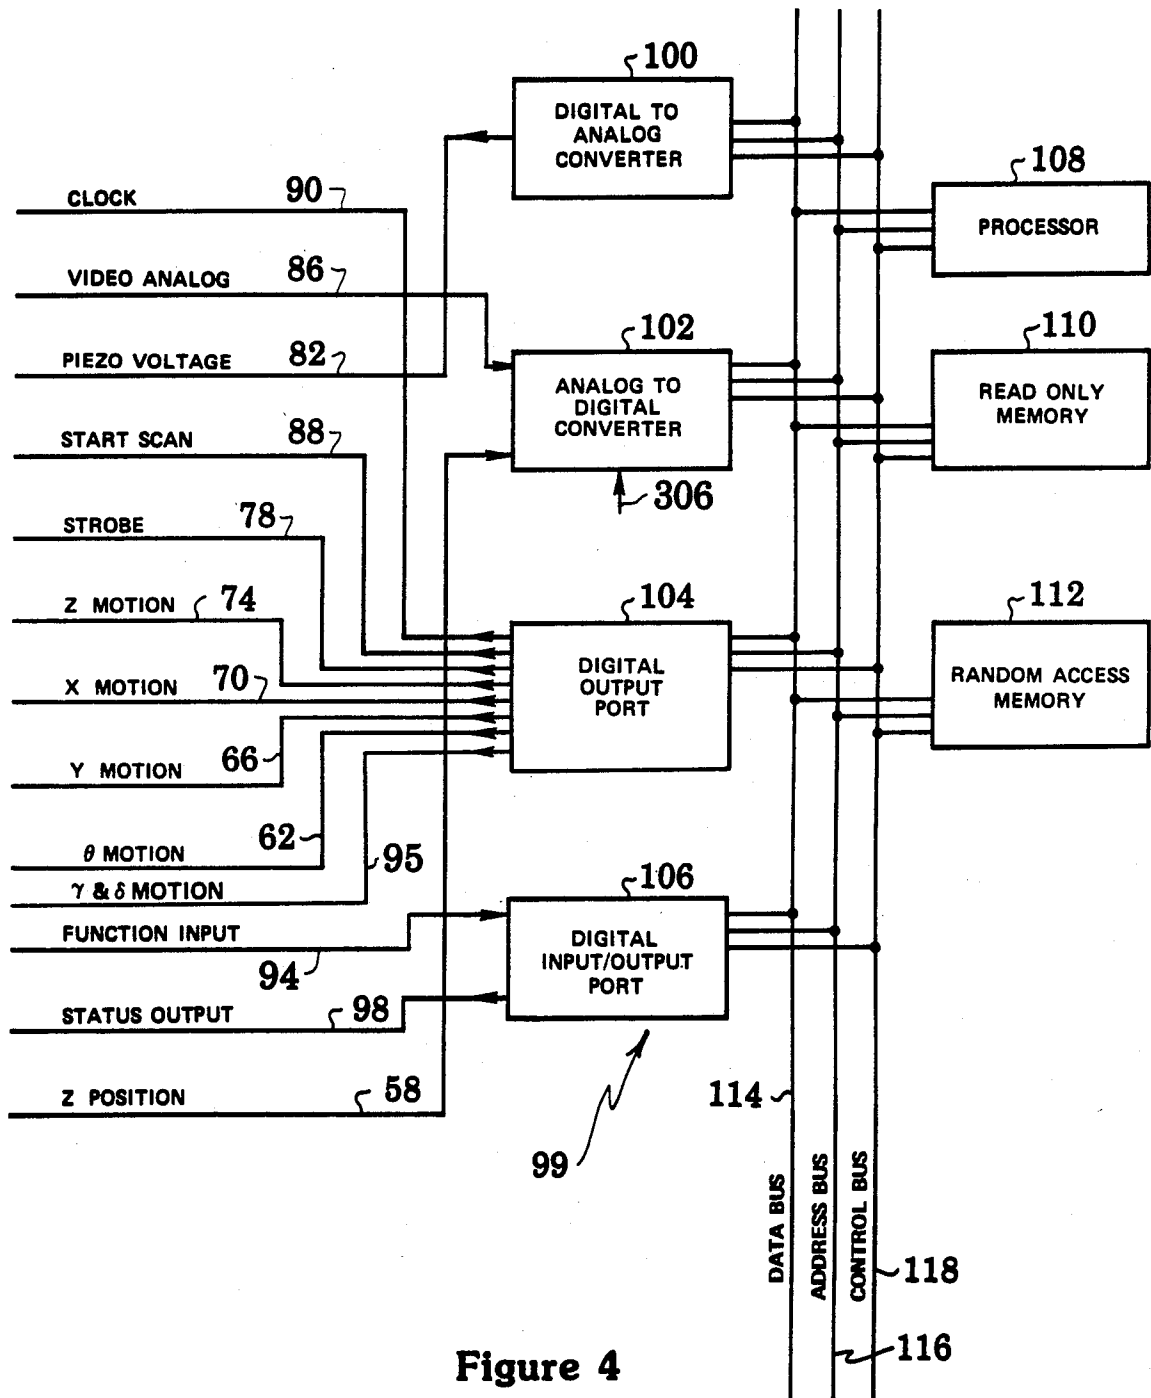 100
DIGITAL TO
ANALOG
CONVERTER
CLOCK 90
108
PROCESSOR
VIDEO ANALOG 86
PIEZO VOLTAGE 82
102
ANALOG TO
DIGITAL
CONVERTER
306
110
READ ONLY
MEMORY
START SCAN 88
STROBE 78
Z MOTION 74
X MOTION 70
Y MOTION 66
θ MOTION 62
γ & δ MOTION 95
104
DIGITAL
OUTPUT
PORT
112
RANDOM ACCESS
MEMORY
FUNCTION INPUT
94
106
DIGITAL
INPUT/OUTPUT
PORT
STATUS OUTPUT 98
Z POSITION 58
99
114
DATA BUS
ADDRESS BUS
CONTROL BUS
118
116
Figure 4